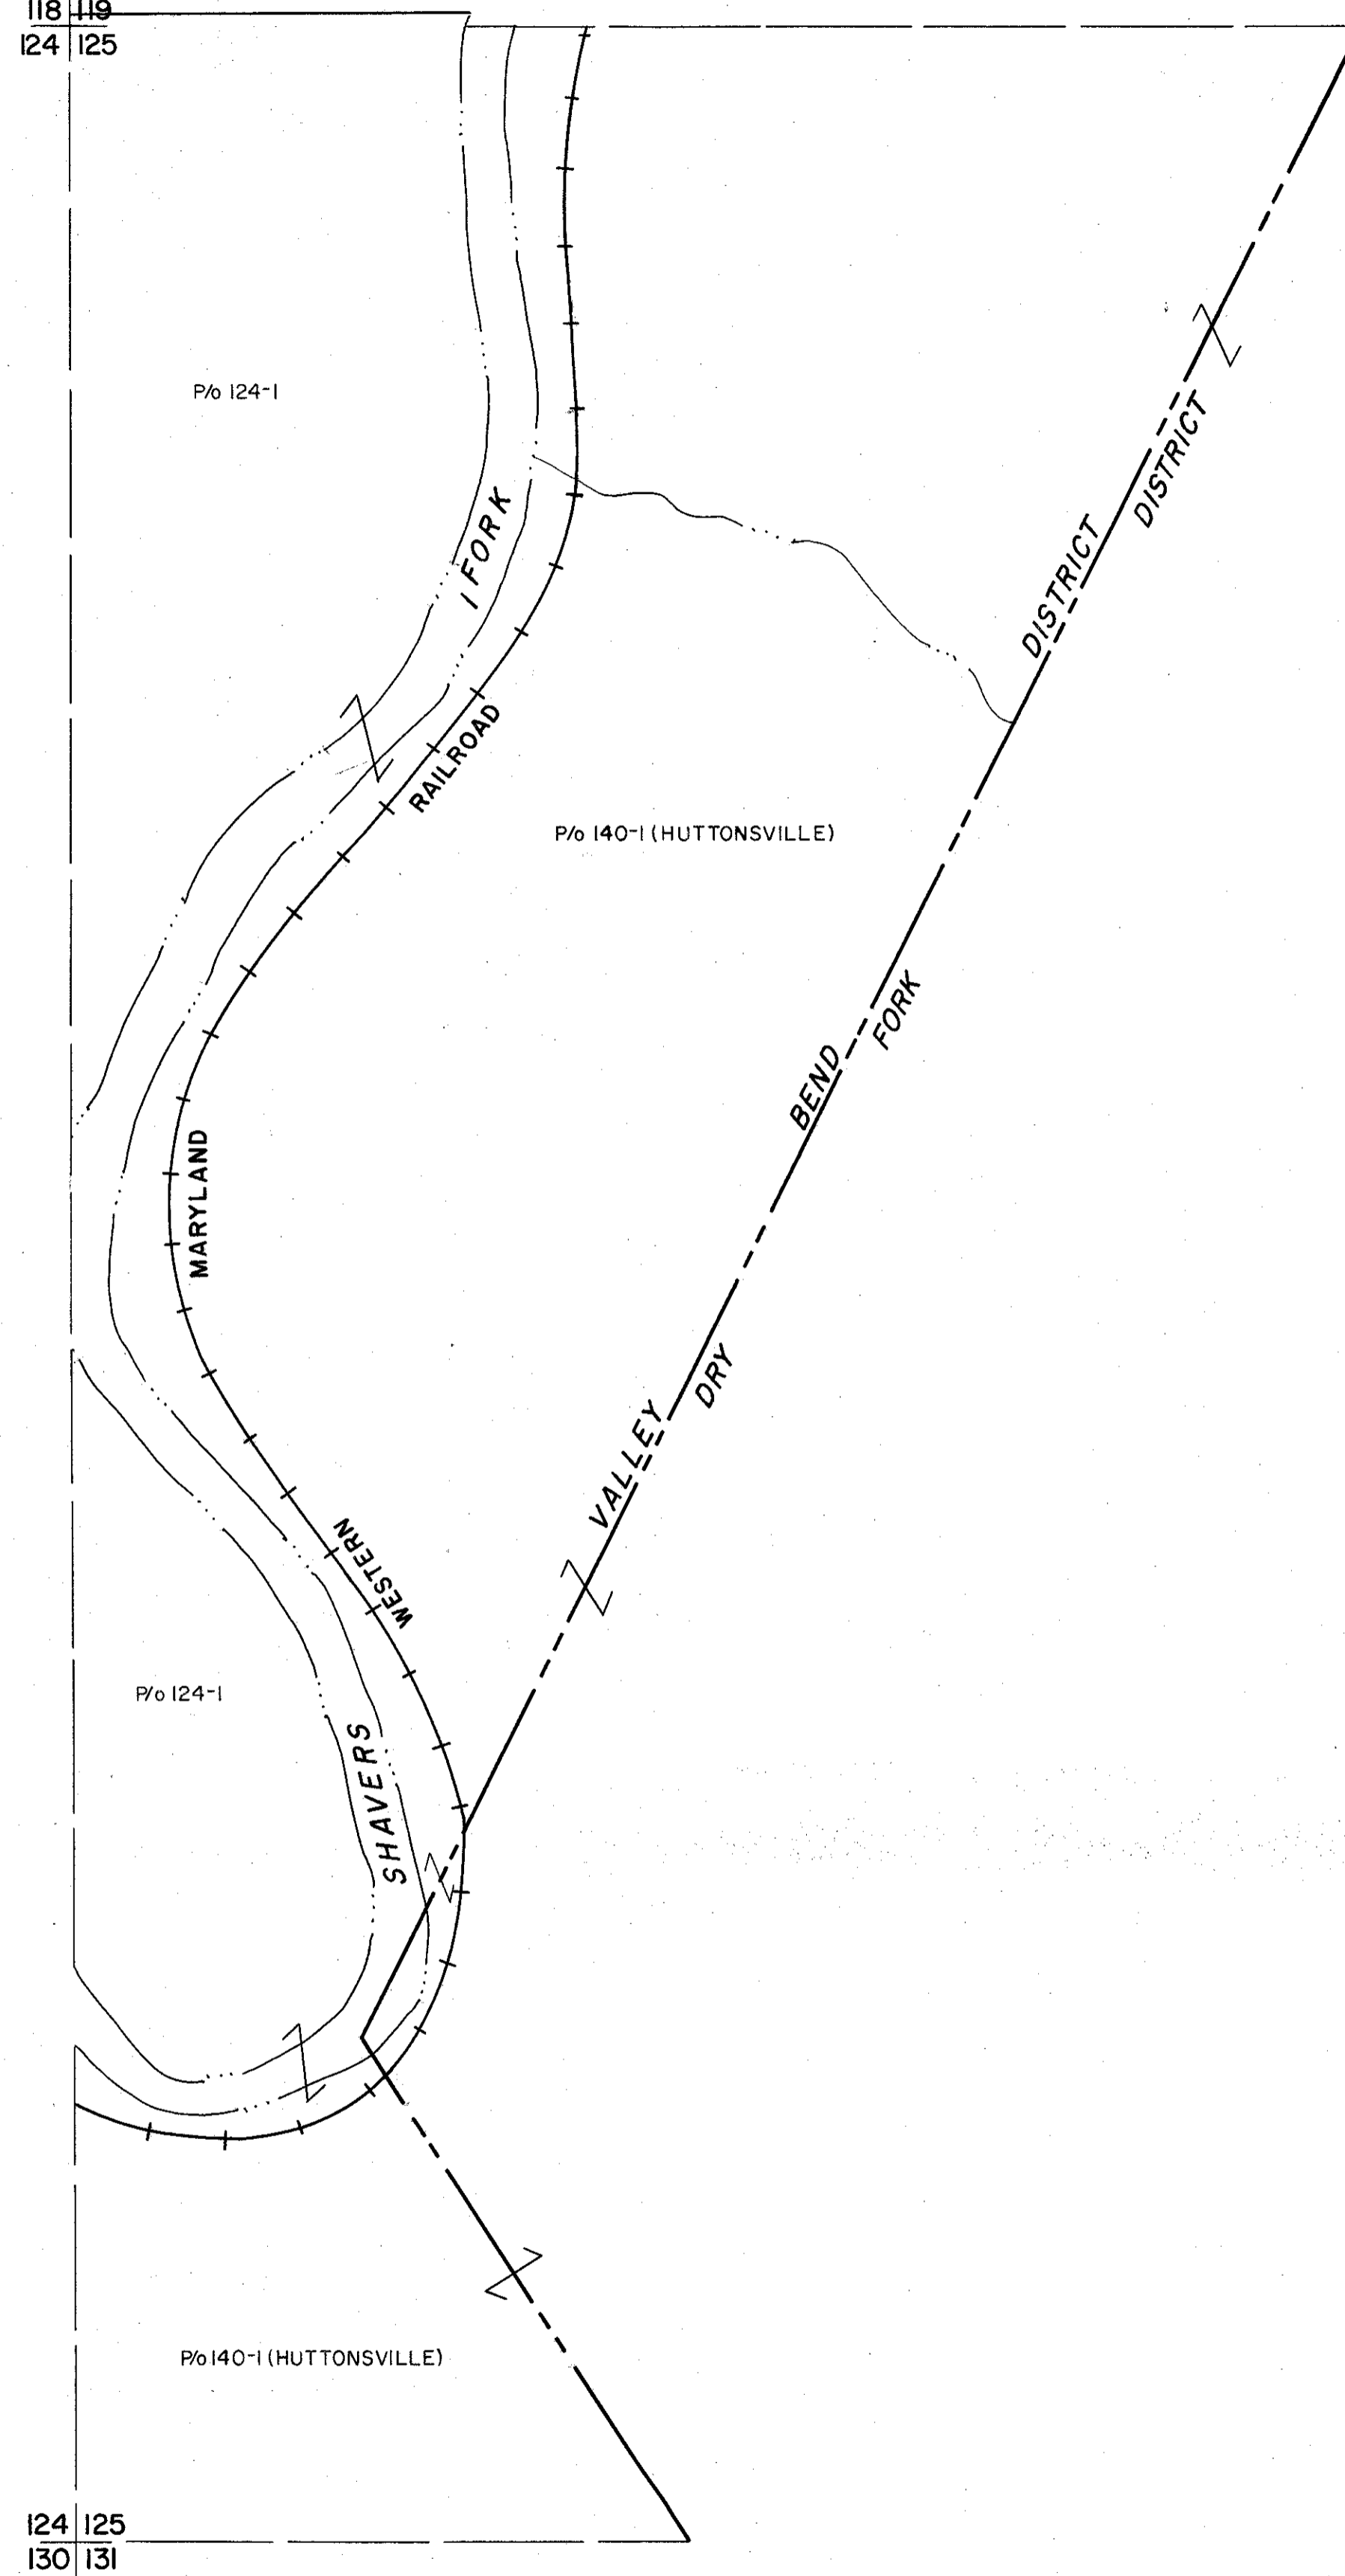 118 119
124 125
P/o 124-1
FORK
DISTRICT
DISTRICT
RAILROAD
P/o 140-1 (HUTTONSVILLE)
BEND
FORK
MARYLAND
VALLEY
DRY
WESTERN
P/o 124-1
SHAVERS
P/o 140-1 (HUTTONSVILLE)
124 125
130 131